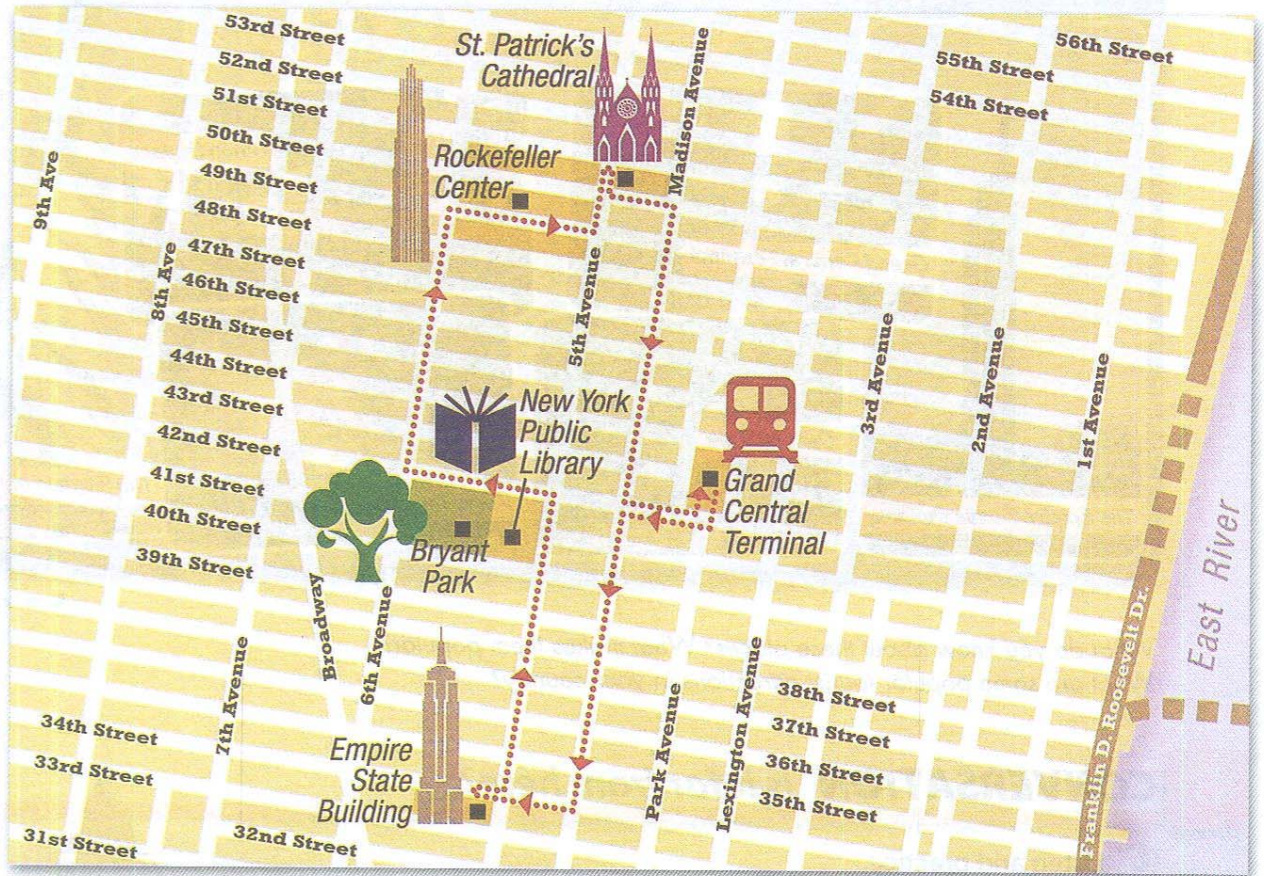 53rd Street
52nd Street
51st Street
50th Street
49th Street
48th Street
47th Street
46th Street
45th Street
44th Street
43rd Street
42nd Street
41st Street
40th Street
39th Street
34th Street
33rd Street
31st Street
32nd Street
9th Ave
8th Ave
7th Avenue
Broadway
6th Avenue
St. Patrick's
Cathedral
Rockefeller
Center
5th Avenue
Madison Avenue
New York
Public
Library
Bryant
Park
Empire
State
Building
Grand
Central
Terminal
Park Avenue
Lexington Avenue
3rd Avenue
2nd Avenue
1st Avenue
56th Street
55th Street
54th Street
38th Street
37th Street
36th Street
35th Street
Franklin D. Roosevelt Dr.
East River